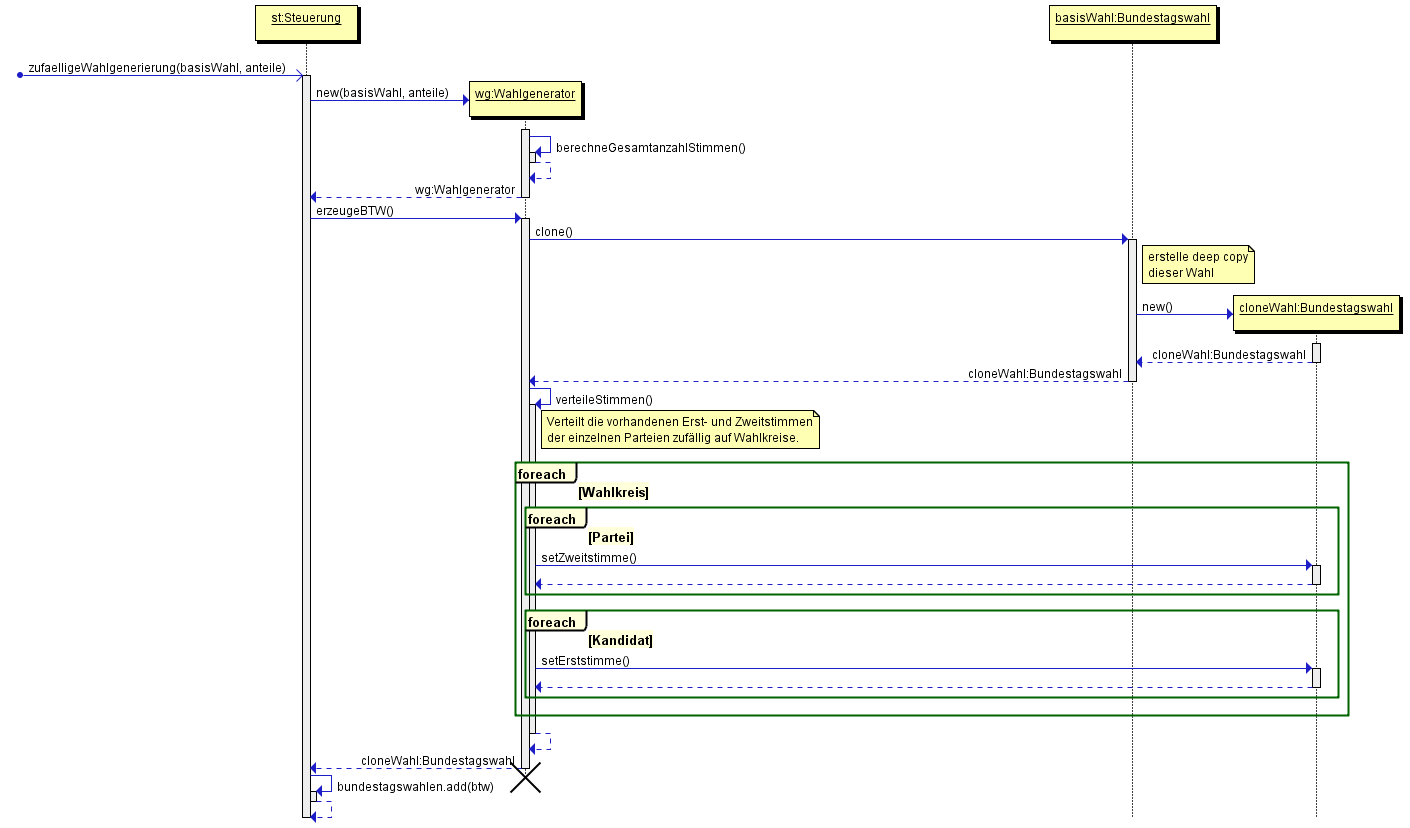 st:Steuerung
basisWahl:Bundestagswahl
zufaelligeWahlgenerierung(basisWahl, anteile)
new(basisWahl, anteile)
wg:Wahlgenerator
berechneGesamtanzahlStimmen()
wg:Wahlgenerator
erzeugeBTW()
clone()
erstelle deep copy
dieser Wahl
new()
cloneWahl:Bundestagswahl
cloneWahl:Bundestagswahl
cloneWahl:Bundestagswahl
verteileStimmen()
Verteilt die vorhandenen Erst- und Zweitstimmen
der einzelnen Parteien zufällig auf Wahlkreise.
foreach
[Wahlkreis]
foreach
[Partei]
setZweitstimme()
foreach
[Kandidat]
setErststimme()
cloneWahl:Bundestagswahl
bundestagswahlen.add(btw)